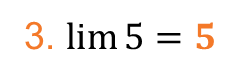 3. lim 5 = 5